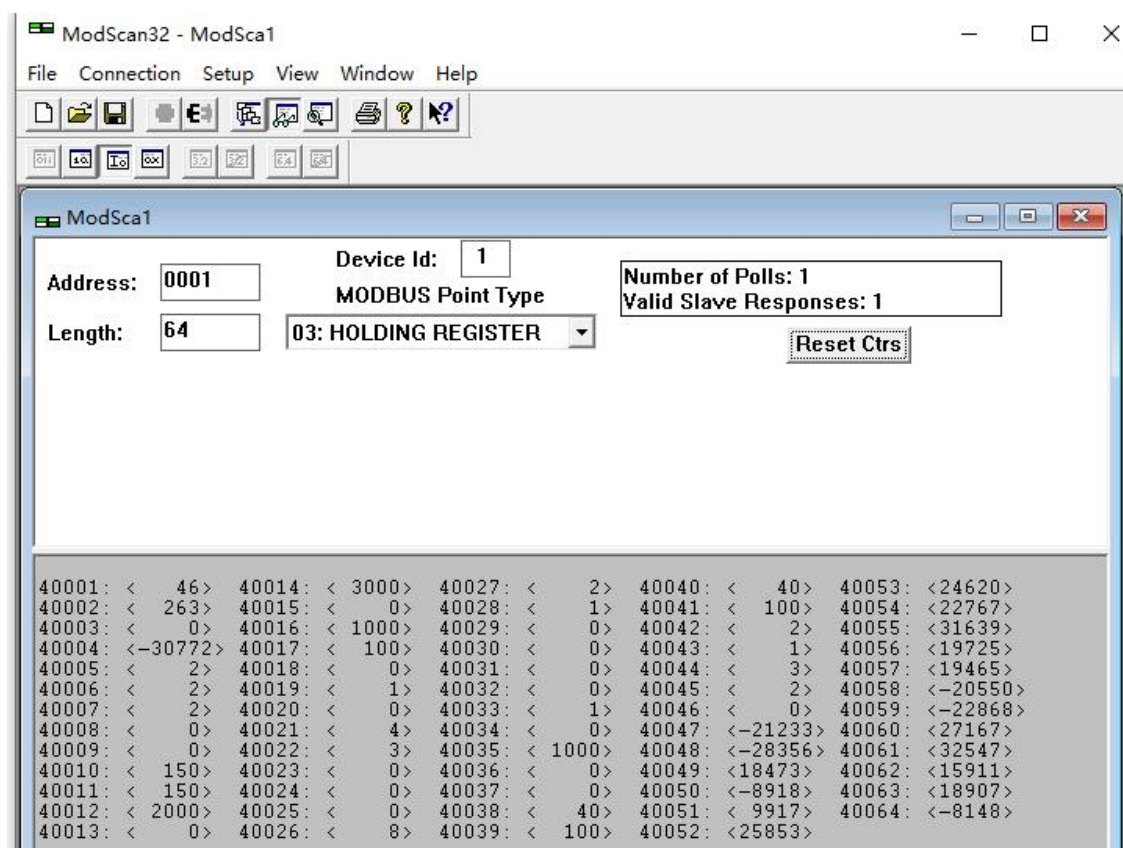 ModScan32 - ModSca1
File Connection Setup View Window Help
ModSca1
Device Id: 1
Address: 0001
MODBUS Point Type
Number of Polls: 1
Valid Slave Responses: 1
Length: 64
03: HOLDING REGISTER
Reset Ctrs
40001: < 46> 40014: < 3000> 40027: < 2> 40040: < 40> 40053: <24620>
40002: < 263> 40015: < 0> 40028: < 1> 40041: < 100> 40054: <22767>
40003: < 0> 40016: < 1000> 40029: < 0> 40042: < 2> 40055: <31639>
40004: <-30772> 40017: < 100> 40030: < 0> 40043: < 1> 40056: <19725>
40005: < 2> 40018: < 0> 40031: < 0> 40044: < 3> 40057: <19465>
40006: < 2> 40019: < 1> 40032: < 0> 40045: < 2> 40058: <-20550>
40007: < 2> 40020: < 0> 40033: < 1> 40046: < 0> 40059: <-22868>
40008: < 0> 40021: < 4> 40034: < 0> 40047: <-21233> 40060: <27167>
40009: < 0> 40022: < 3> 40035: < 1000> 40048: <-28356> 40061: <32547>
40010: < 150> 40023: < 0> 40036: < 0> 40049: <18473> 40062: <15911>
40011: < 150> 40024: < 0> 40037: < 0> 40050: <-8918> 40063: <18907>
40012: < 2000> 40025: < 0> 40038: < 40> 40051: < 9917> 40064: <-8148>
40013: < 0> 40026: < 8> 40039: < 100> 40052: <25853>